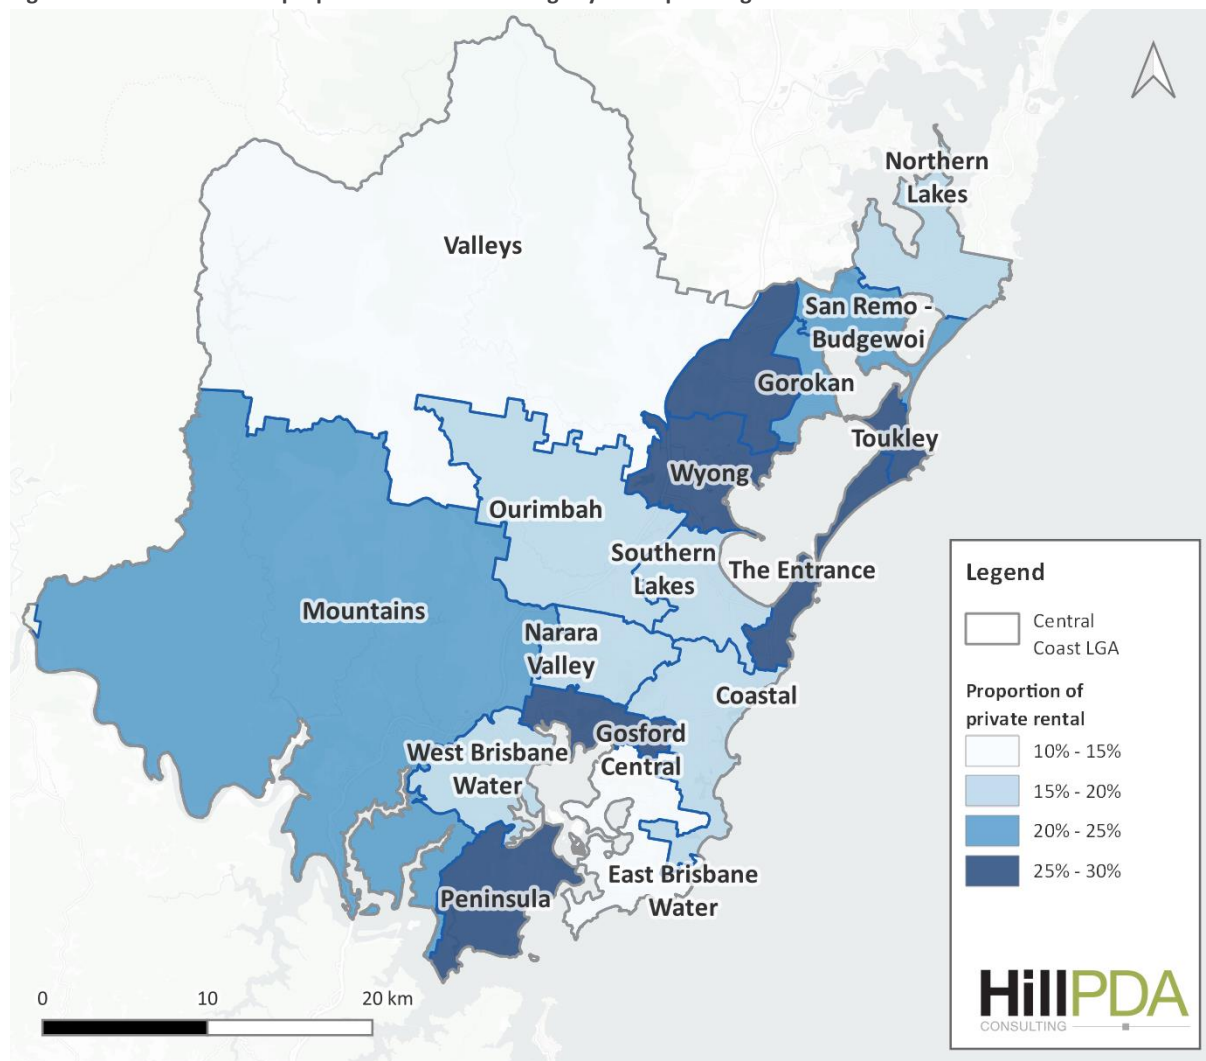 Northern
Lakes
Valleys
San Remo -
Budgewoi
Gorokan
Toukley
Wyong
Ourimbah
Southern
Lakes
The Entrance
Mountains
Narara
Valley
Coastal
Gosford
Central
West Brisbane
Water
East Brisbane
Water
Peninsula
Legend
Central
Coast LGA
Proportion of
private rental
10% - 15%
15% - 20%
20% - 25%
25% - 30%
0 10 20 km
HillPDA
CONSULTING